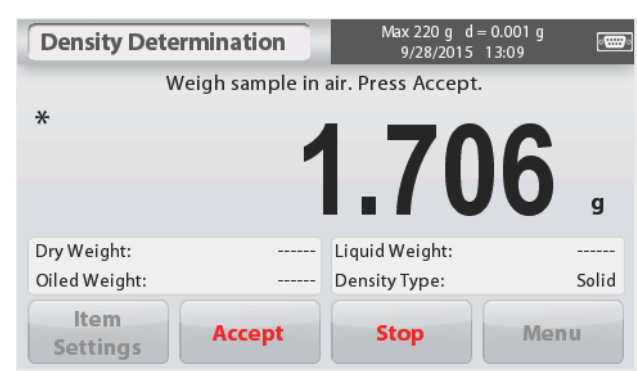 Density Determination
Max 220 g d = 0.001 g
9/28/2015 13:09
Weigh sample in air. Press Accept.
*
1.706 g
Dry Weight: ------
Liquid Weight: ------
Oiled Weight: ------
Density Type: Solid
Item
Settings
Accept
Stop
Menu